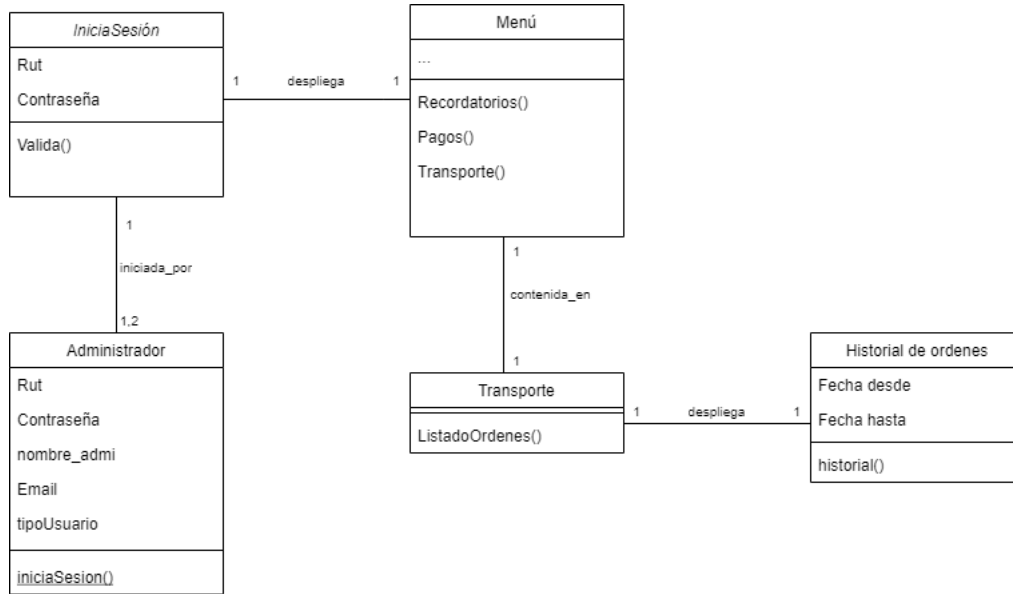 IniciaSesión
Rut
Contraseña
Valida()
1 despliega 1
Menú
...
Recordatorios()
Pagos()
Transporte()
1
iniciada_por
1,2
Administrador
Rut
Contraseña
nombre_admi
Email
tipoUsuario
iniciaSesion()
1
contenida_en
1
Transporte
ListadoOrdenes()
1 despliega 1
Historial de ordenes
Fecha desde
Fecha hasta
historial()